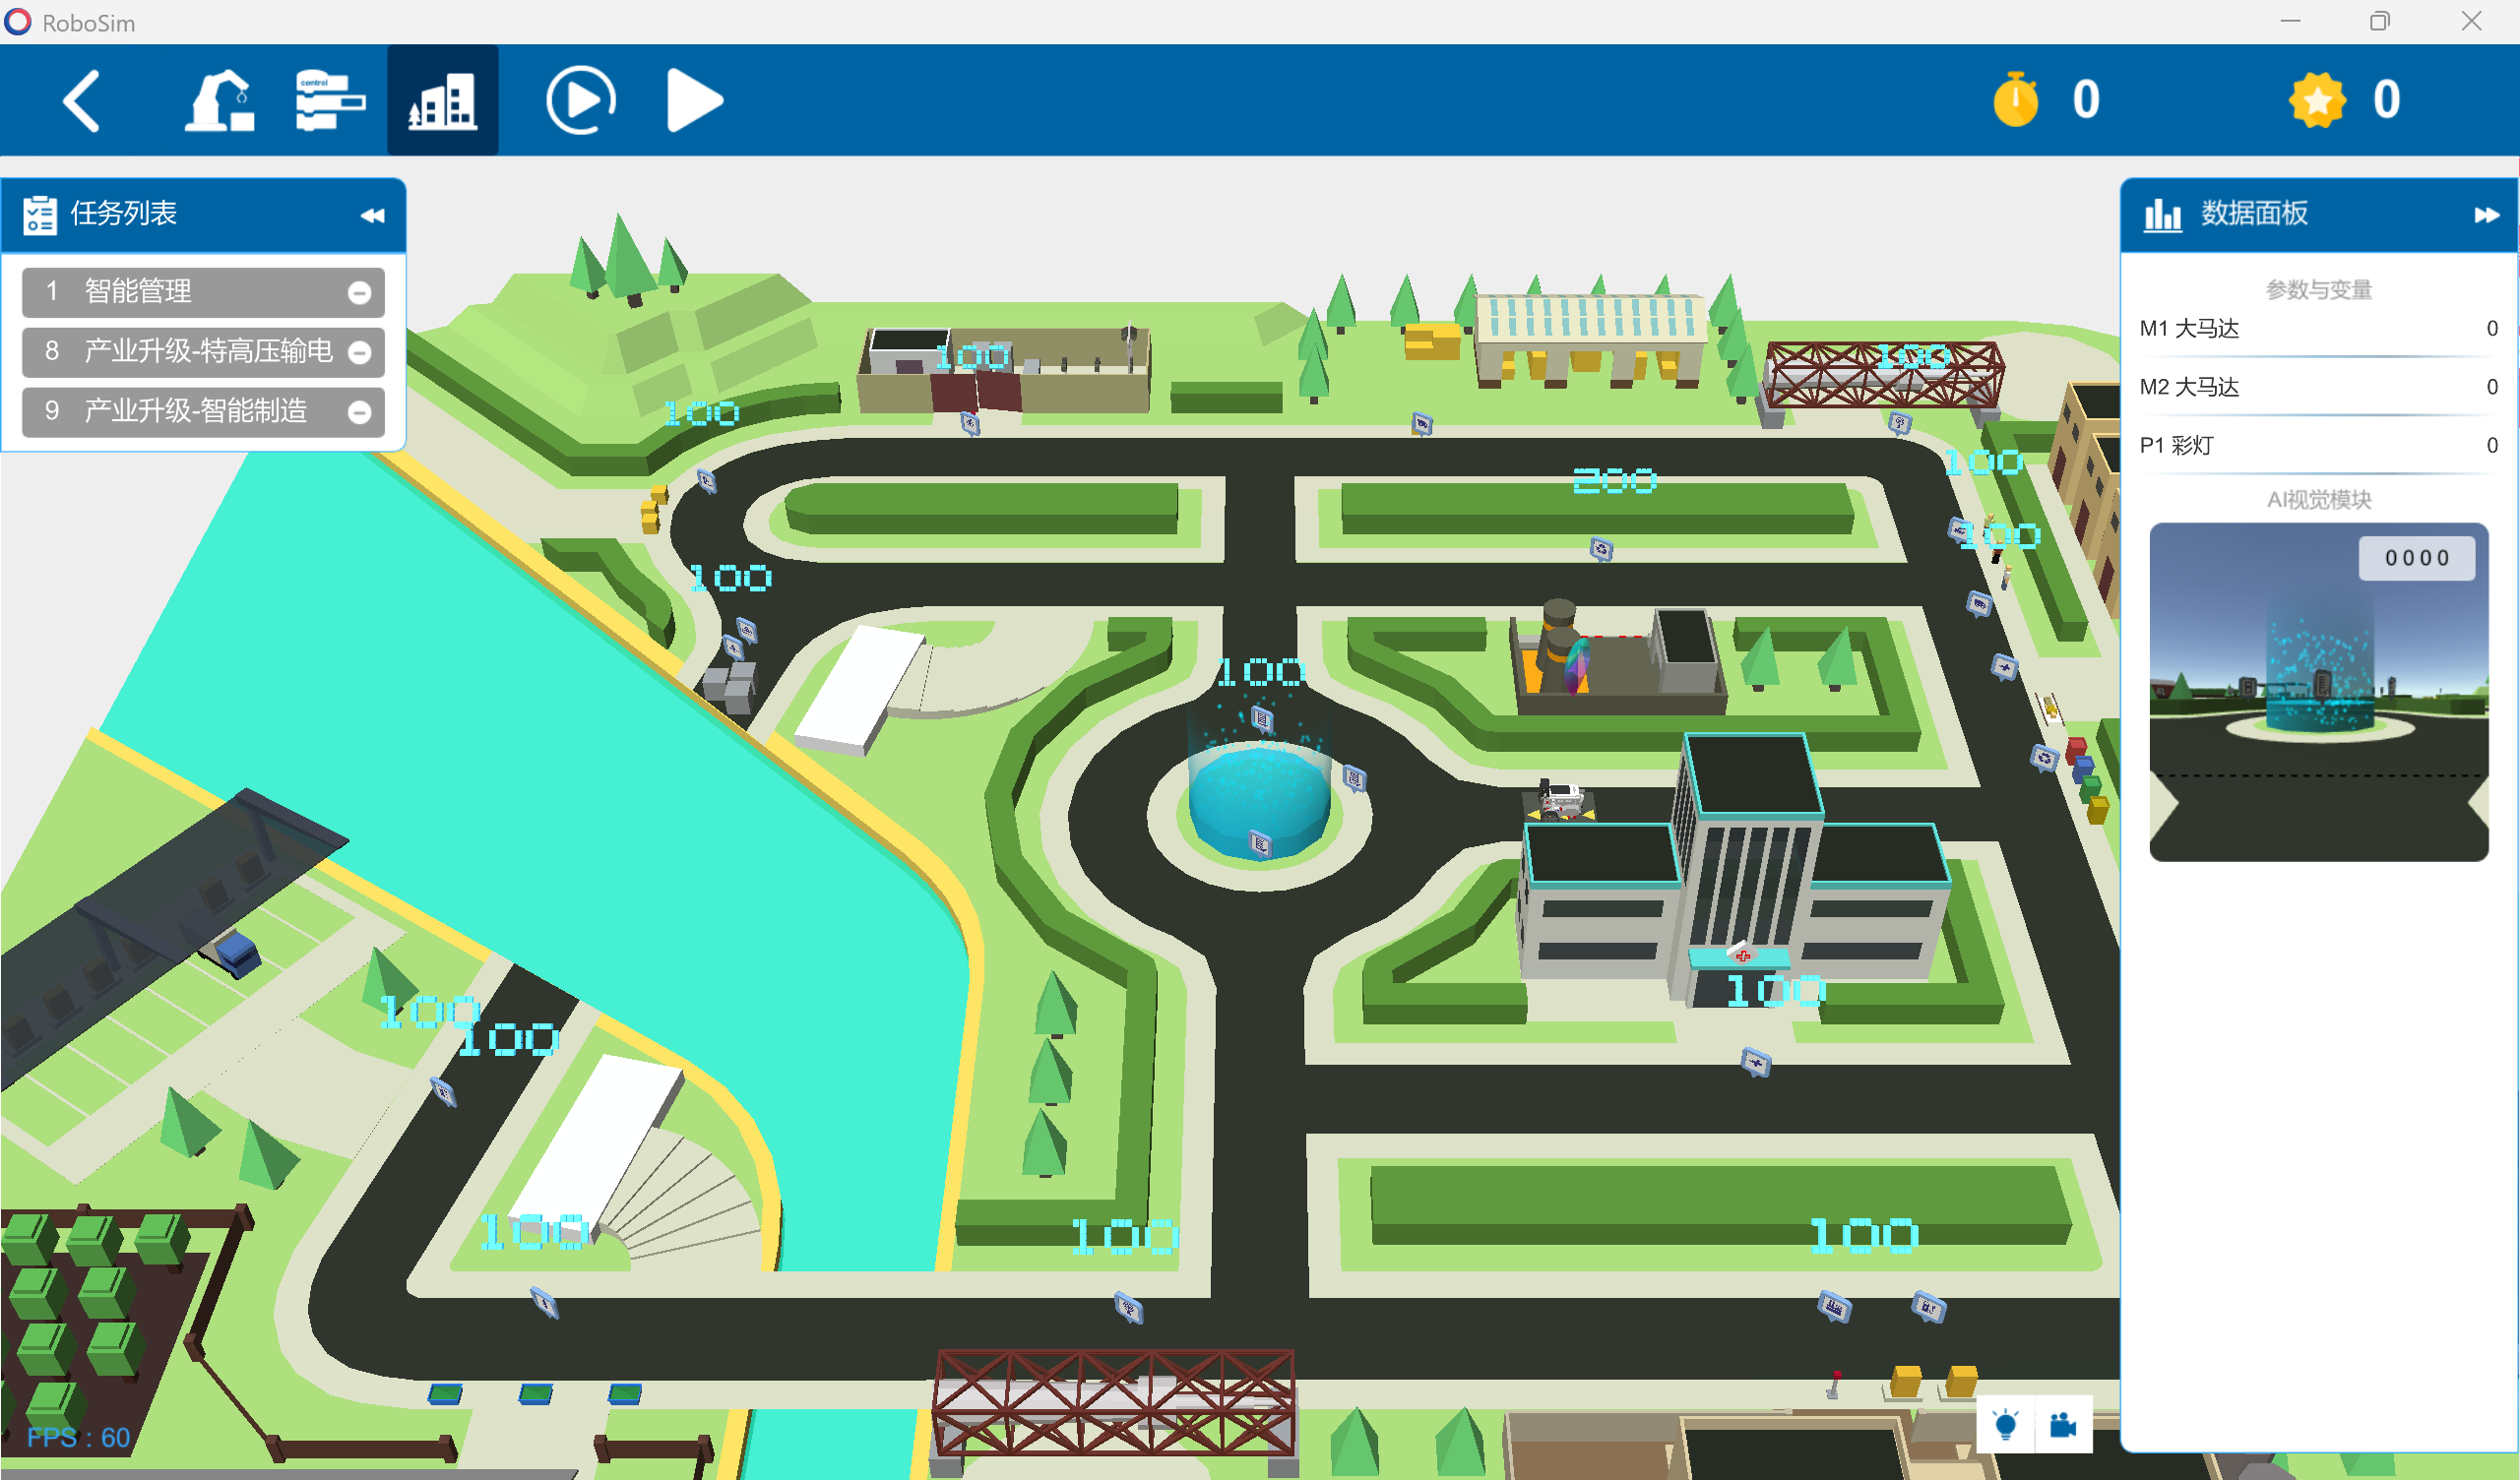 RoboSim
control
0
0
任务列表
1 智能管理
8 产业升级-特高压输电
9 产业升级-智能制造
数据面板
参数与变量
M1 大马达 0
M2 大马达 0
P1 彩灯 0
AI视觉模块
0000
100
100
100
100
200
100
100
100
100
100
100
100
100
100
FPS : 60